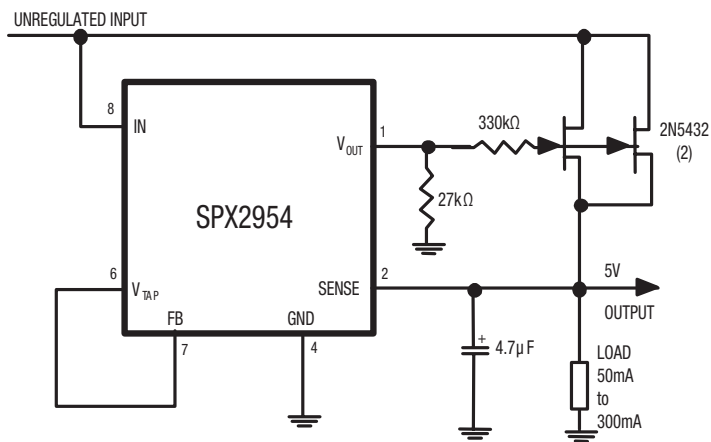 UNREGULATED INPUT
8
IN
1
V_OUT
330kΩ
2N5432
(2)
27kΩ
SPX2954
6
V_TAP
SENSE
2
5V
OUTPUT
FB
GND
7
4
+
4.7µF
LOAD
50mA
to
300mA